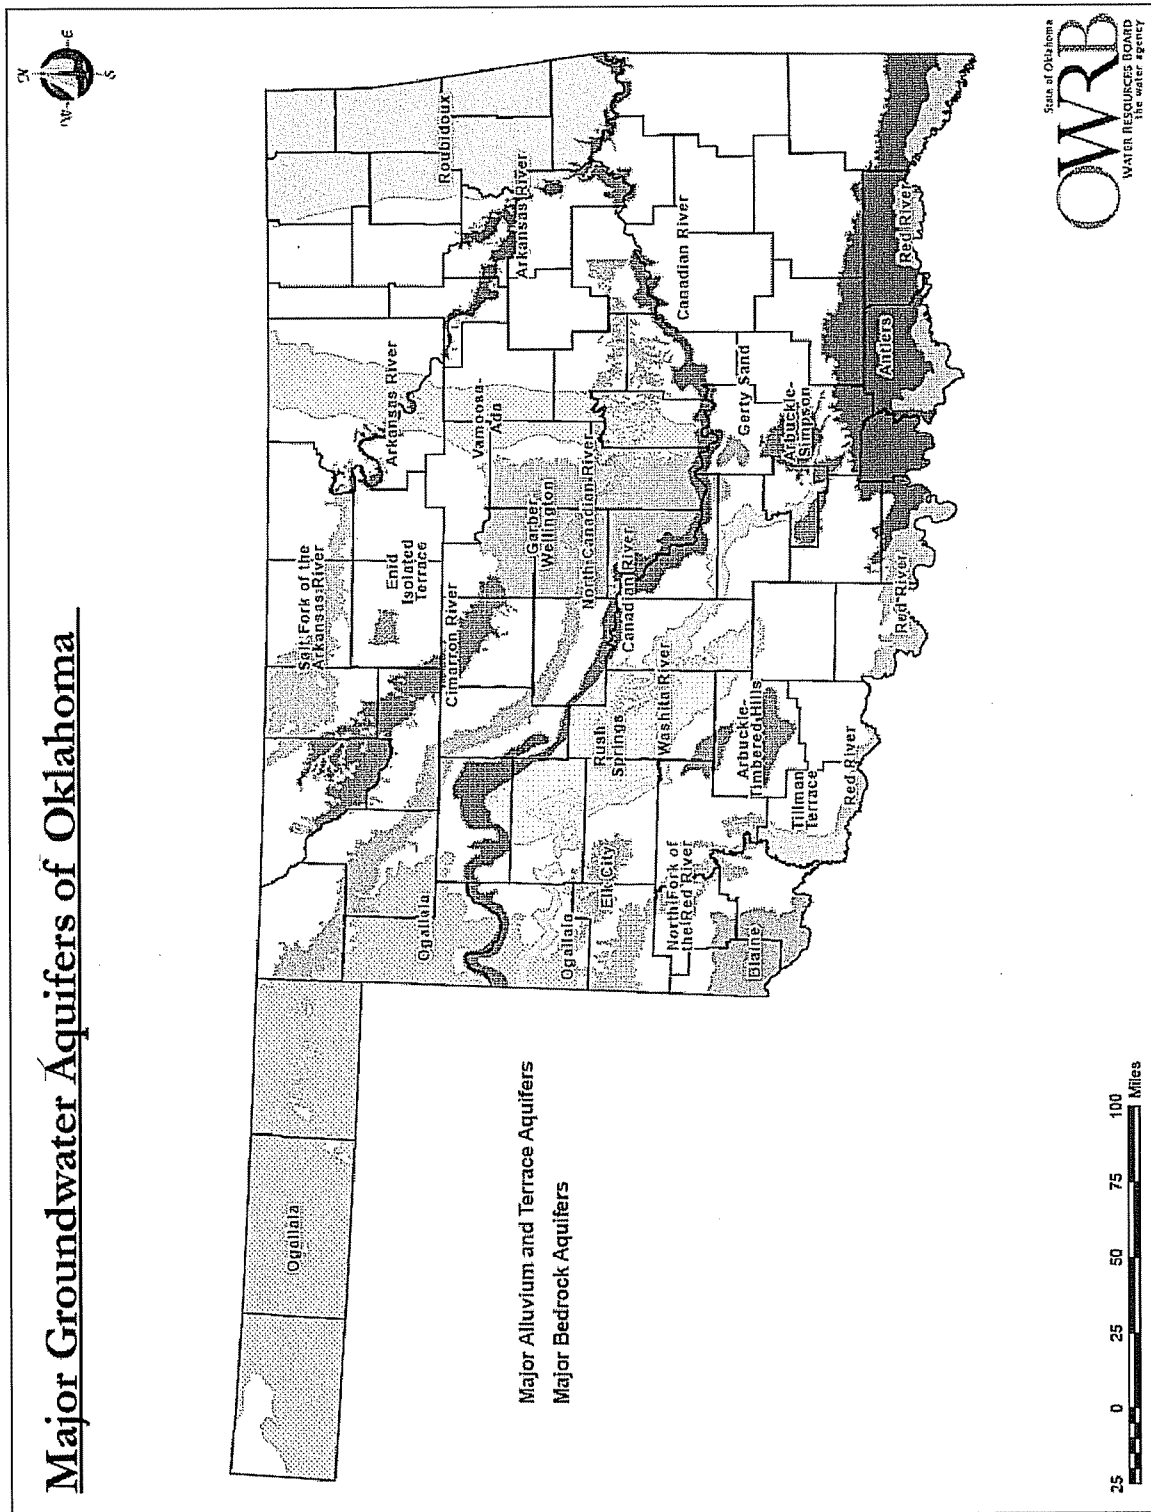 Major Groundwater Aquifers of Oklahoma
N
W
E
S
Ogallala
Ogallala
Ogallala
Salt Fork of the
Arkansas River
Enid
Isolated
Terrace
Cimarron River
Arkansas River
Vamoosa-
Ada
Roubidoux
Arkansas River
Garber
Wellington
North Canadian River
Canadian River
Canadian River
Elk City
Rush
Springs
Washita River
Gerty Sand
North Fork of
the Red River
Arbuckle-
Timbered Hills
Arbuckle-
Simpson
Blaine
Tillman
Terrace
Red River
Red River
Antlers
Red River
Major Alluvium and Terrace Aquifers
Major Bedrock Aquifers
25 0 25 50 75 100
Miles
State of Oklahoma
OWRB
WATER RESOURCES BOARD
the water agency